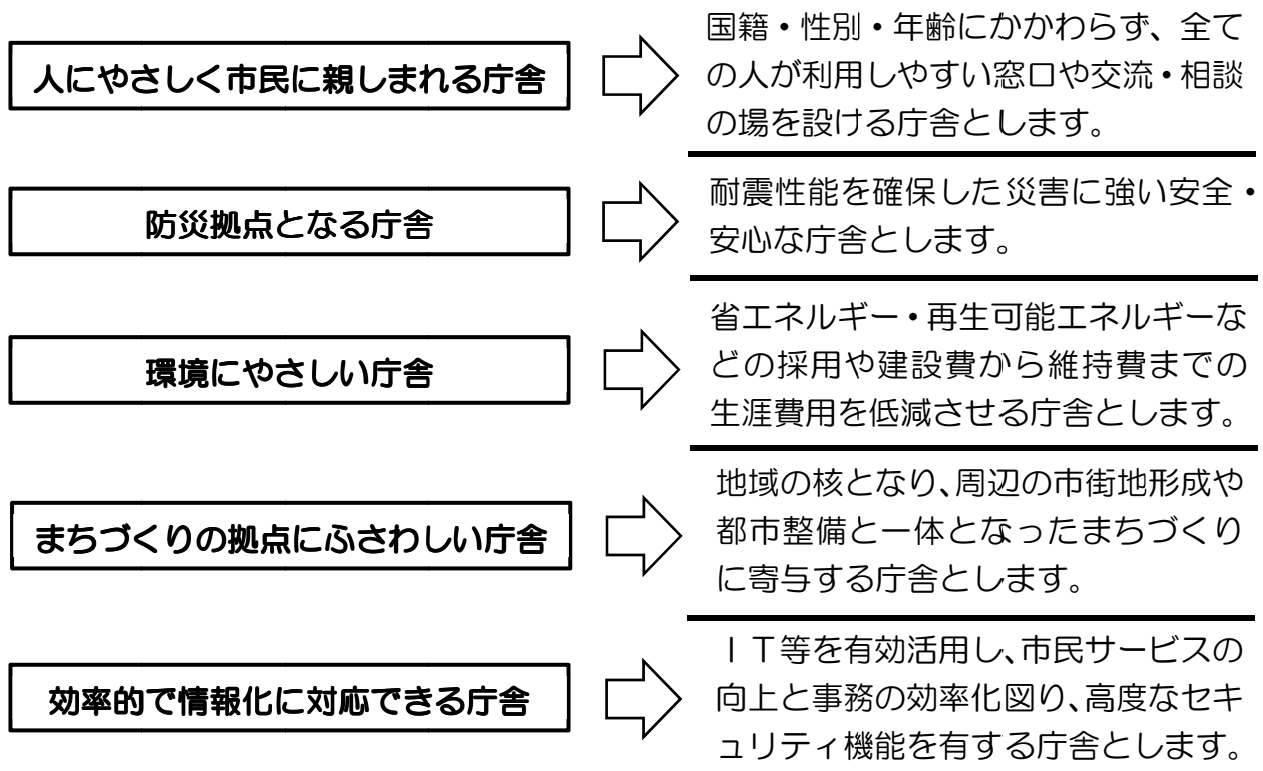 人にやさしく市民に親しまれる庁舎
国籍・性別・年齢にかかわらず、全て
の人が利用しやすい窓口や交流・相談
の場を設ける庁舎とします。
防災拠点となる庁舎
耐震性能を確保した災害に強い安全・
安心な庁舎とします。
環境にやさしい庁舎
省エネルギー・再生可能エネルギーな
どの採用や建設費から維持費までの
生涯費用を低減させる庁舎とします。
まちづくりの拠点にふさわしい庁舎
地域の核となり、周辺の市街地形成や
都市整備と一体となったまちづくり
に寄与する庁舎とします。
効率的で情報化に対応できる庁舎
ＩＴ等を有効活用し、市民サービスの
向上と事務の効率化図り、高度なセキ
ュリティ機能を有する庁舎とします。